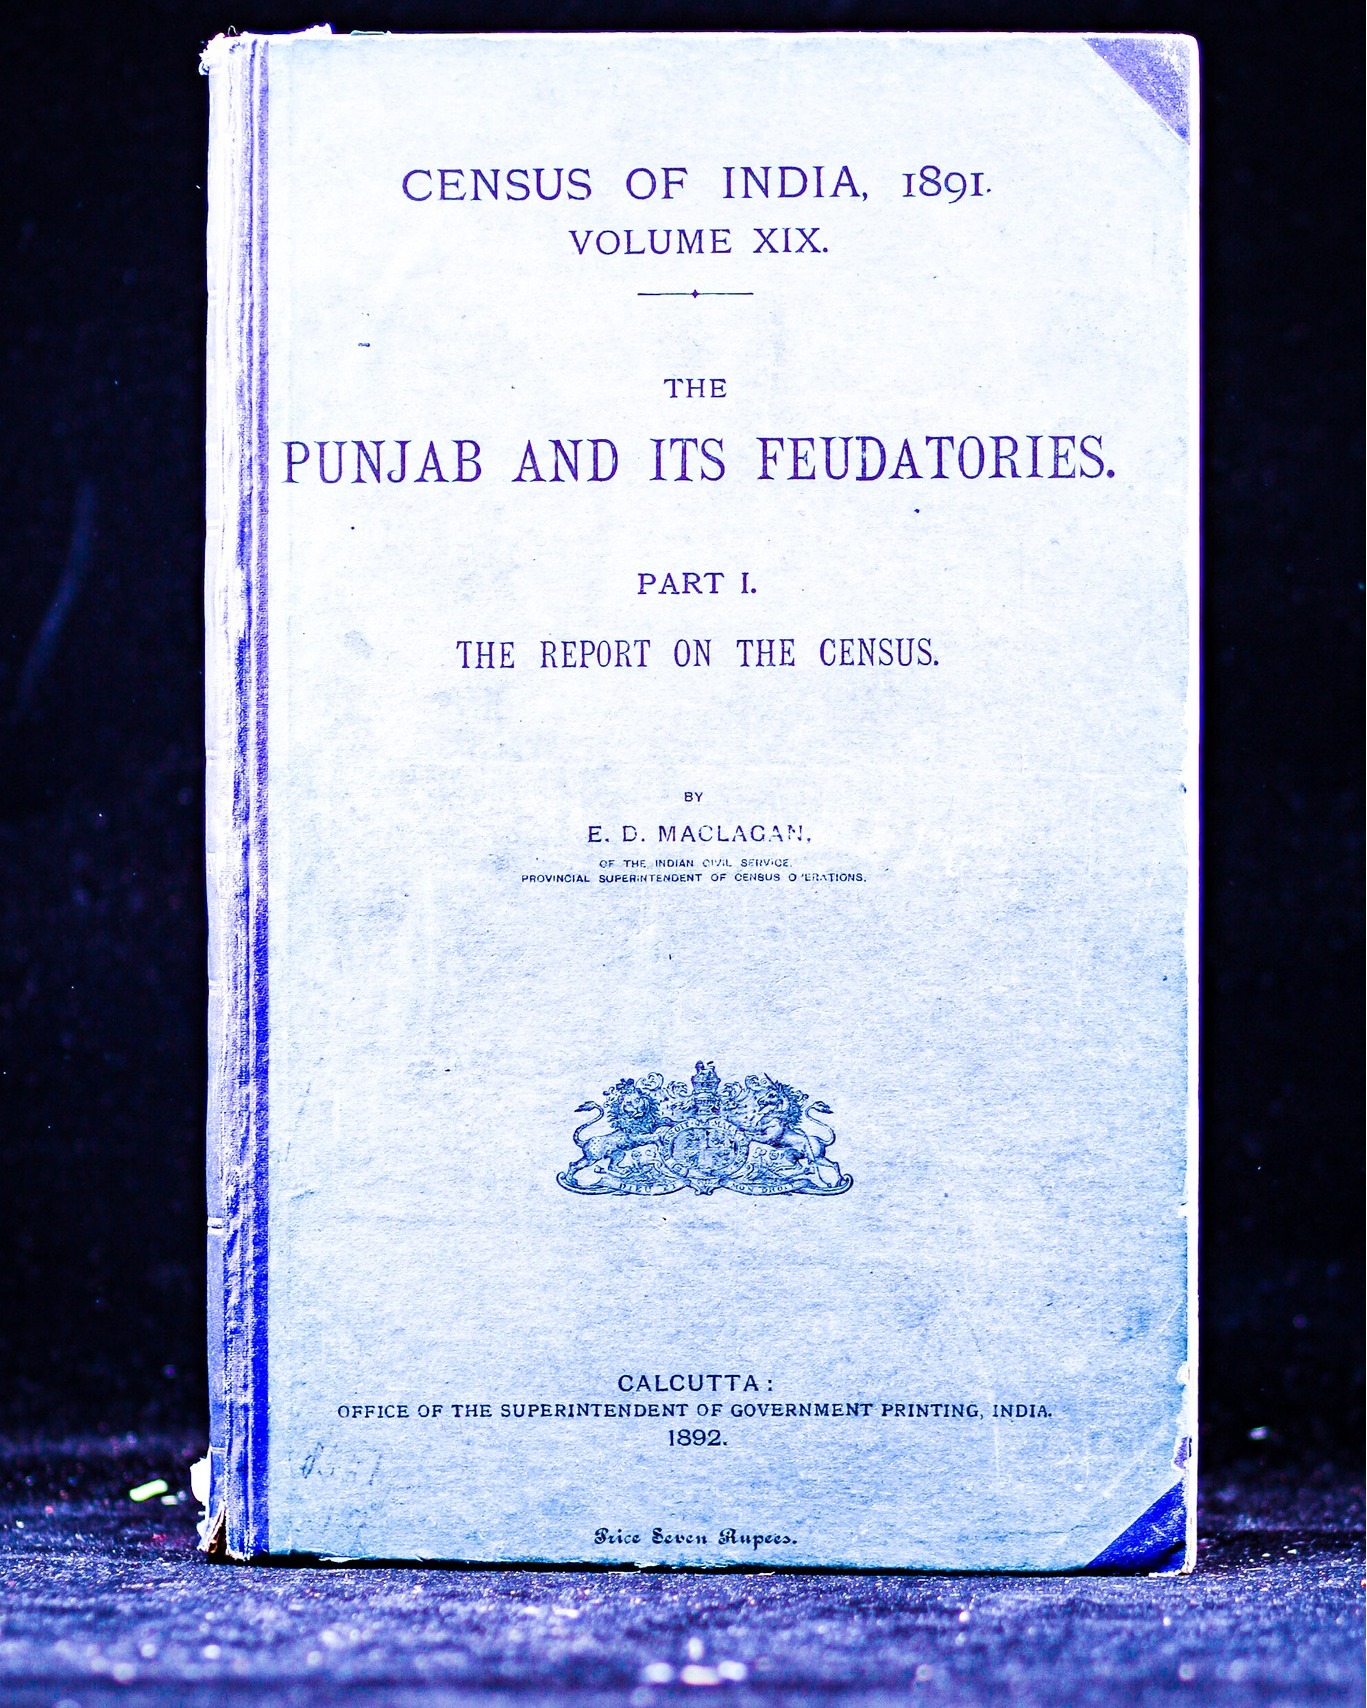 CENSUS OF INDIA, 1891.
VOLUME XIX.
THE
PUNJAB AND ITS FEUDATORIES.
PART I.
THE REPORT ON THE CENSUS.
BY
E. D. MACLAGAN,
OF THE INDIAN CIVIL SERVICE,
PROVINCIAL SUPERINTENDENT OF CENSUS OPERATIONS.
CALCUTTA:
OFFICE OF THE SUPERINTENDENT OF GOVERNMENT PRINTING, INDIA.
1892.
Price Seven Rupees.